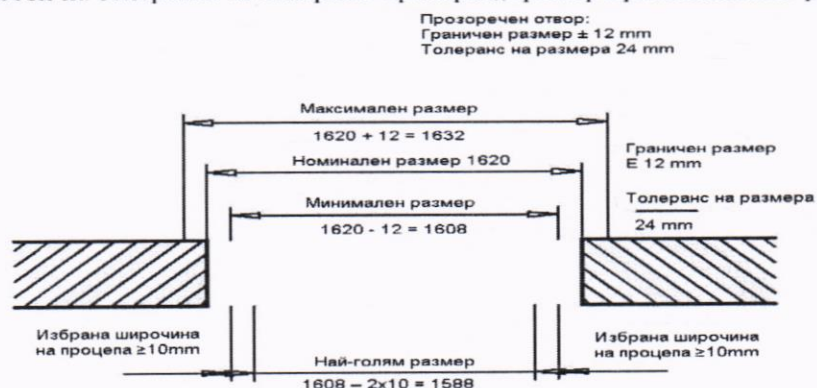 Прозоречен отвор:
Граничен размер ± 12 mm
Толеранс на размера 24 mm
Максимален размер
1620 + 12 = 1632
Номинален размер 1620
Граничен размер
Е 12 mm
Минимален размер
1620 - 12 = 1608
Толеранс на размера
24 mm
Избрана широчина
на процепа ≥10mm
Избрана широчина
на процепа ≥10mm
Най-голям размер
1608 – 2x10 = 1588